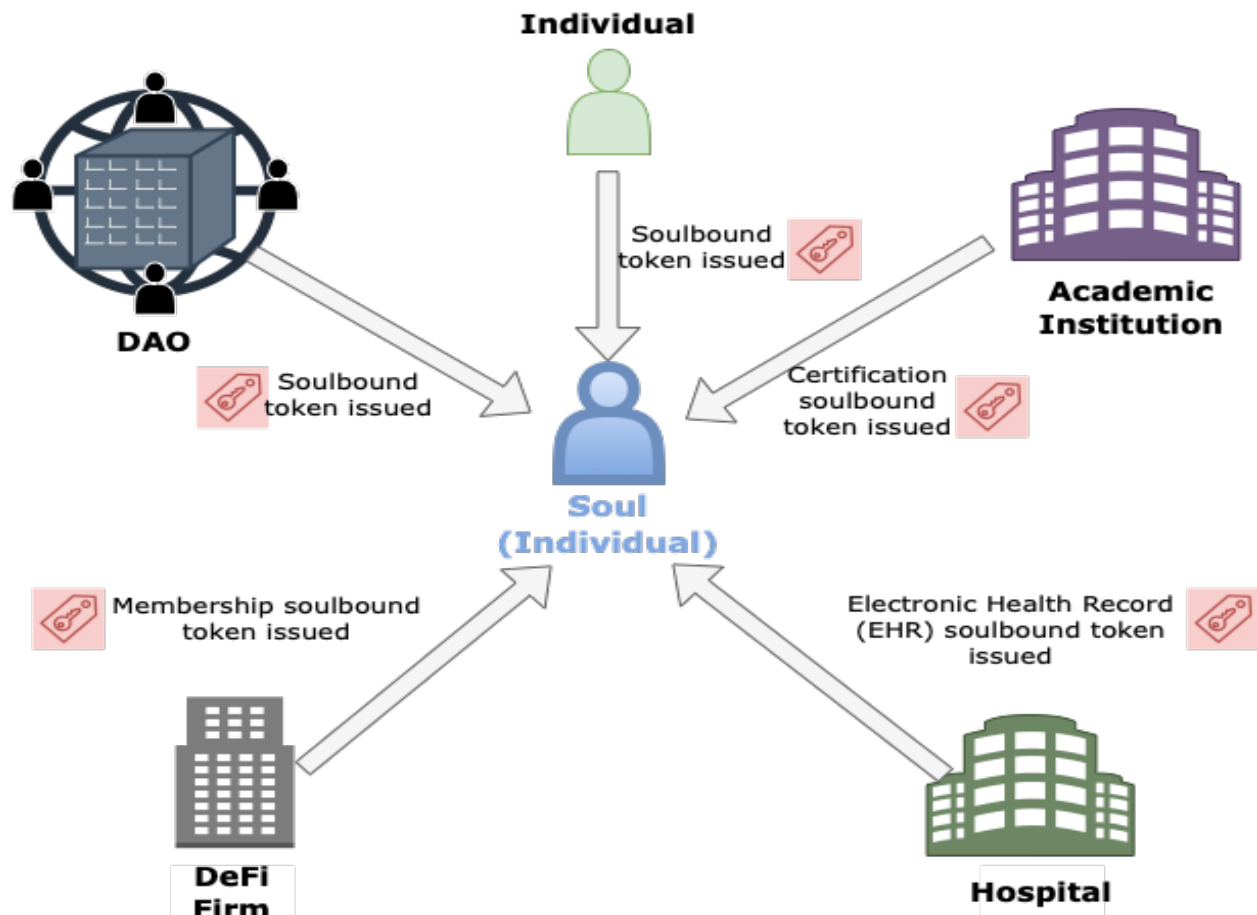 Individual
Soulbound
token issued
Academic
Institution
DAO
Soulbound
token issued
Certification
soulbound
token issued
Soul
(Individual)
Membership soulbound
token issued
Electronic Health Record
(EHR) soulbound token
issued
DeFi
Firm
Hospital